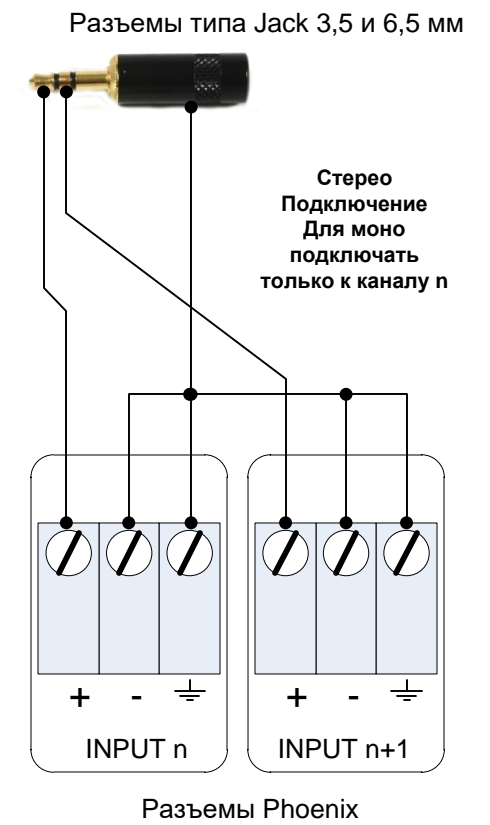 Разъемы типа Jack 3,5 и 6,5 мм
Стерео
Подключение
Для моно
подключать
только к каналу n
+ - + -
INPUT n INPUT n+1
Разъемы Phoenix